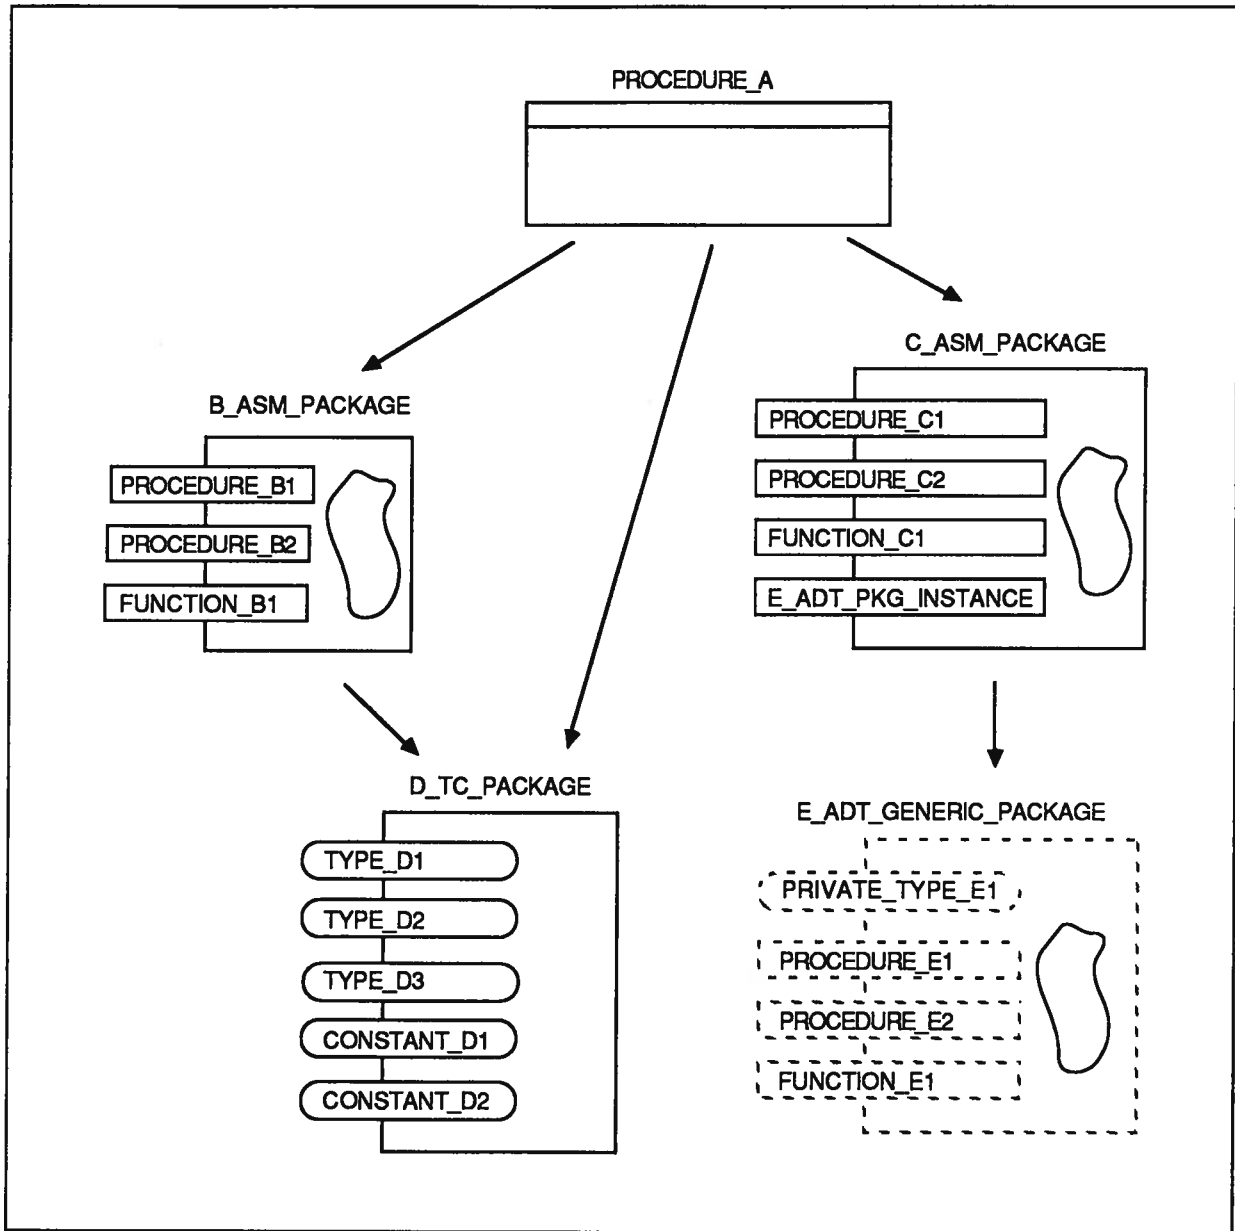 PROCEDURE_A
C_ASM_PACKAGE
PROCEDURE_C1
PROCEDURE_C2
FUNCTION_C1
E_ADT_PKG_INSTANCE
B_ASM_PACKAGE
PROCEDURE_B1
PROCEDURE_B2
FUNCTION_B1
D_TC_PACKAGE
TYPE_D1
TYPE_D2
TYPE_D3
CONSTANT_D1
CONSTANT_D2
E_ADT_GENERIC_PACKAGE
PRIVATE_TYPE_E1
PROCEDURE_E1
PROCEDURE_E2
FUNCTION_E1